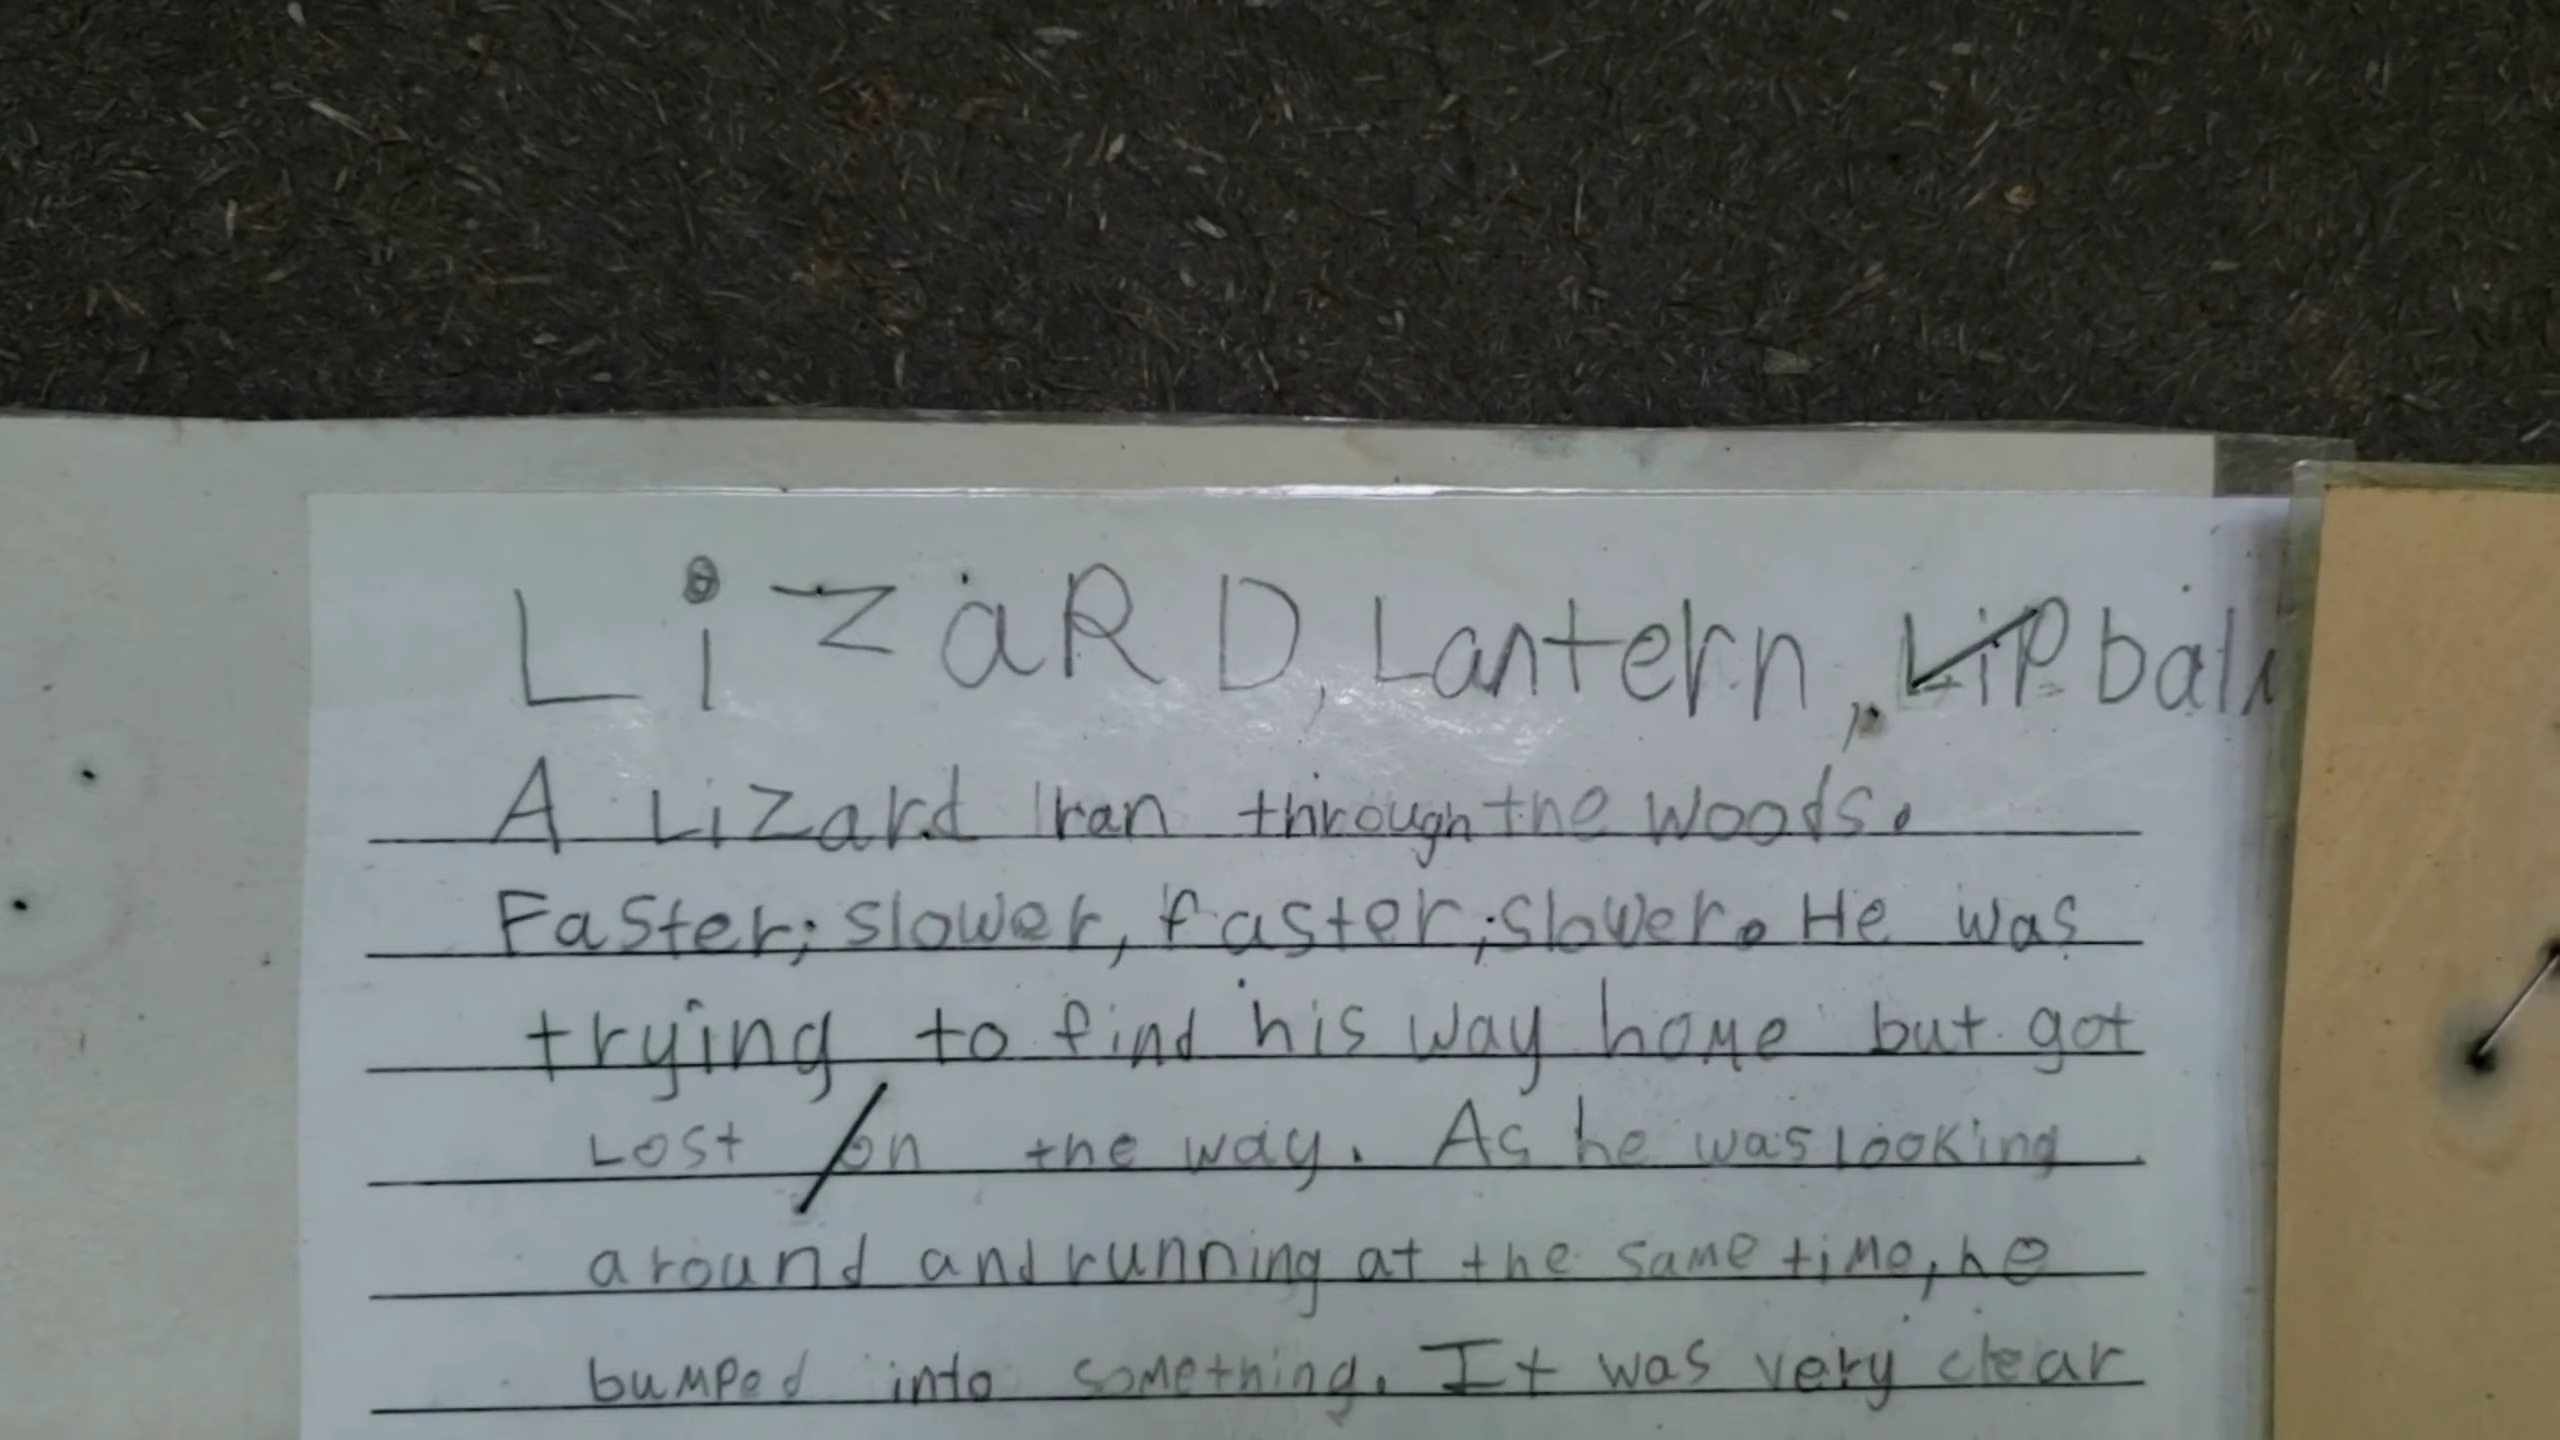 LizaRD, Lantern, Lip balm
A Lizard ran through the woods.
Faster; slower, faster; slower. He was
trying to find his way home but got
Lost on the way. As he was looking
around and running at the same time, he
bumped into something. It was very clear